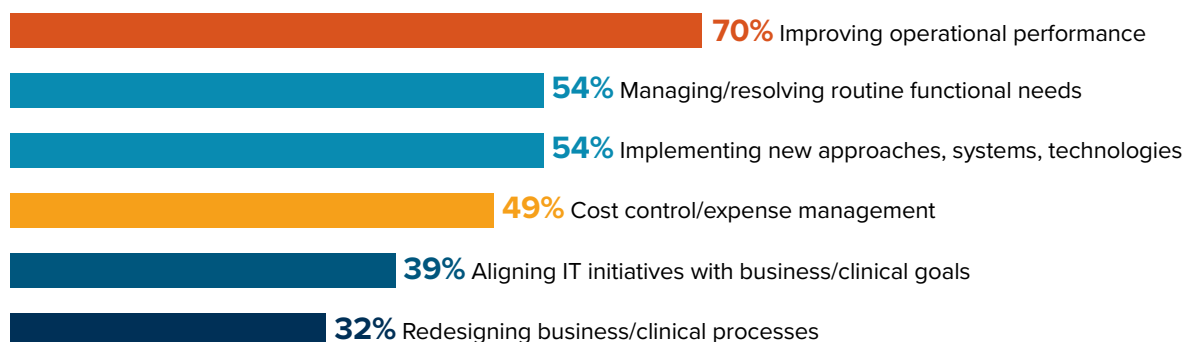 70% Improving operational performance
54% Managing/resolving routine functional needs
54% Implementing new approaches, systems, technologies
49% Cost control/expense management
39% Aligning IT initiatives with business/clinical goals
32% Redesigning business/clinical processes